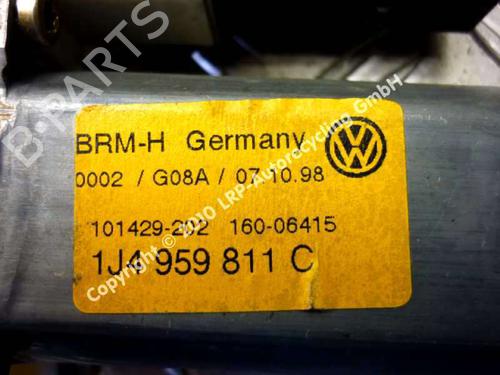 BRM-H Germany
0002 / G08A / 07.10.98
101429-202 160-06415
1J4 959 811 C
B-PARTS
Copyright © 2010 LRP-Autorecycling GmbH